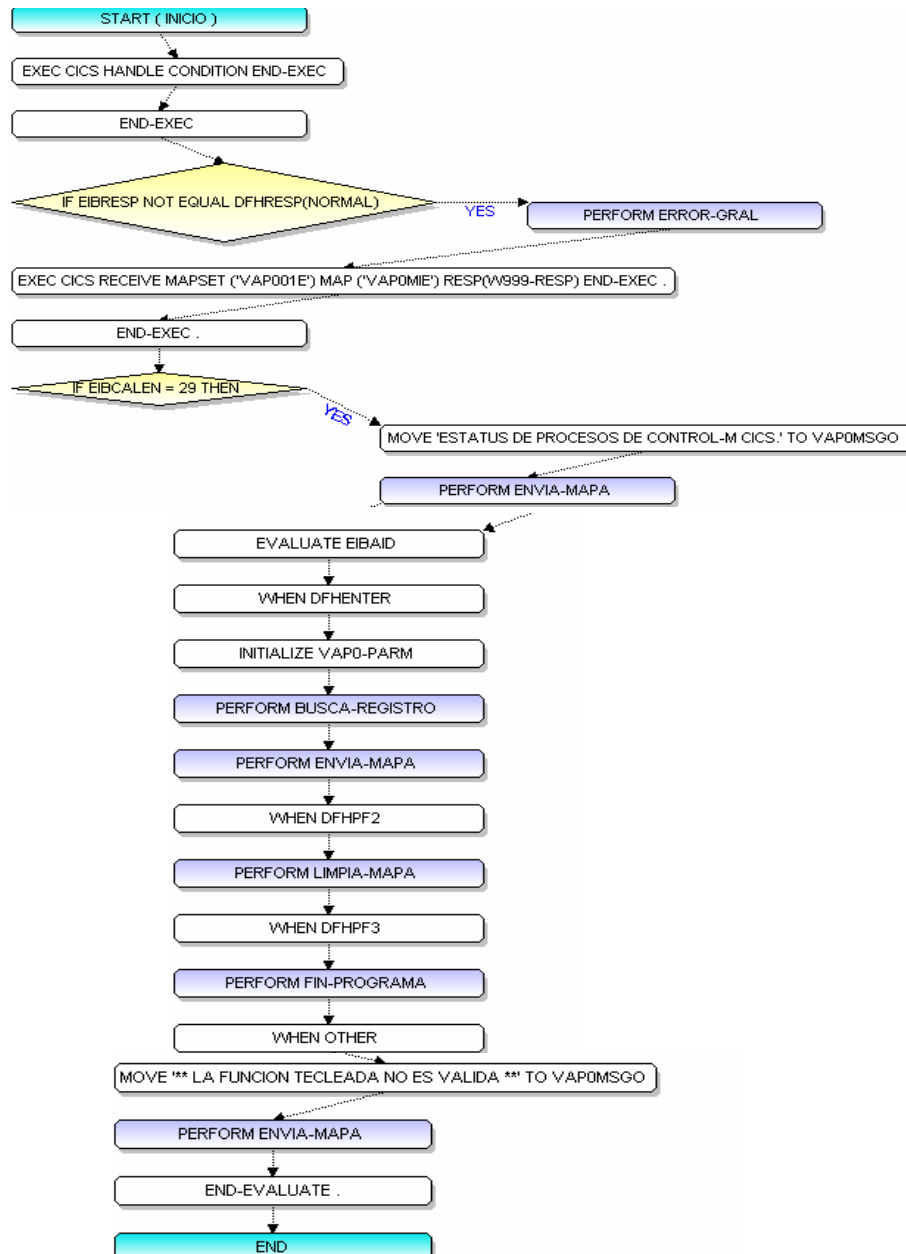 START ( INICIO )
EXEC CICS HANDLE CONDITION END-EXEC
END-EXEC
IF EIBRESP NOT EQUAL DFHRESP(NORMAL)
YES
PERFORM ERROR-GRAL
EXEC CICS RECEIVE MAPSET ("VAP001E") MAP ("VAP0MIE") RESP(W999-RESP) END-EXEC .
END-EXEC .
IF EIBCALEN = 29 THEN
YES
MOVE 'ESTATUS DE PROCESOS DE CONTROL-M CICS.' TO VAP0MSGO
PERFORM ENVIA-MAPA
EVALUATE EIBAID
WHEN DFHENTER
INITIALIZE VAP0-PARM
PERFORM BUSCA-REGISTRO
PERFORM ENVIA-MAPA
WHEN DFHPF2
PERFORM LIMPIA-MAPA
WHEN DFHPF3
PERFORM FIN-PROGRAMA
WHEN OTHER
MOVE '** LA FUNCION TECLEADA NO ES VALIDA **' TO VAP0MSGO
PERFORM ENVIA-MAPA
END-EVALUATE .
END